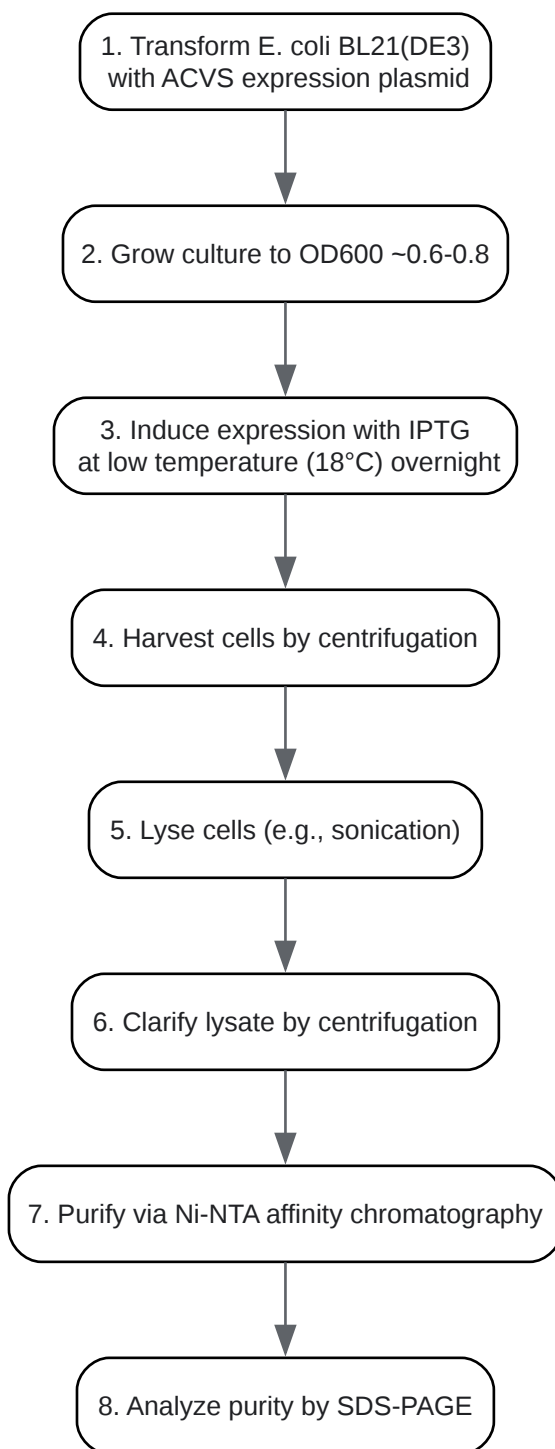 1. Transform E. coli BL21(DE3)
with ACVS expression plasmid
2. Grow culture to OD600 ~0.6-0.8
3. Induce expression with IPTG
at low temperature (18°C) overnight
4. Harvest cells by centrifugation
5. Lyse cells (e.g., sonication)
6. Clarify lysate by centrifugation
7. Purify via Ni-NTA affinity chromatography
8. Analyze purity by SDS-PAGE